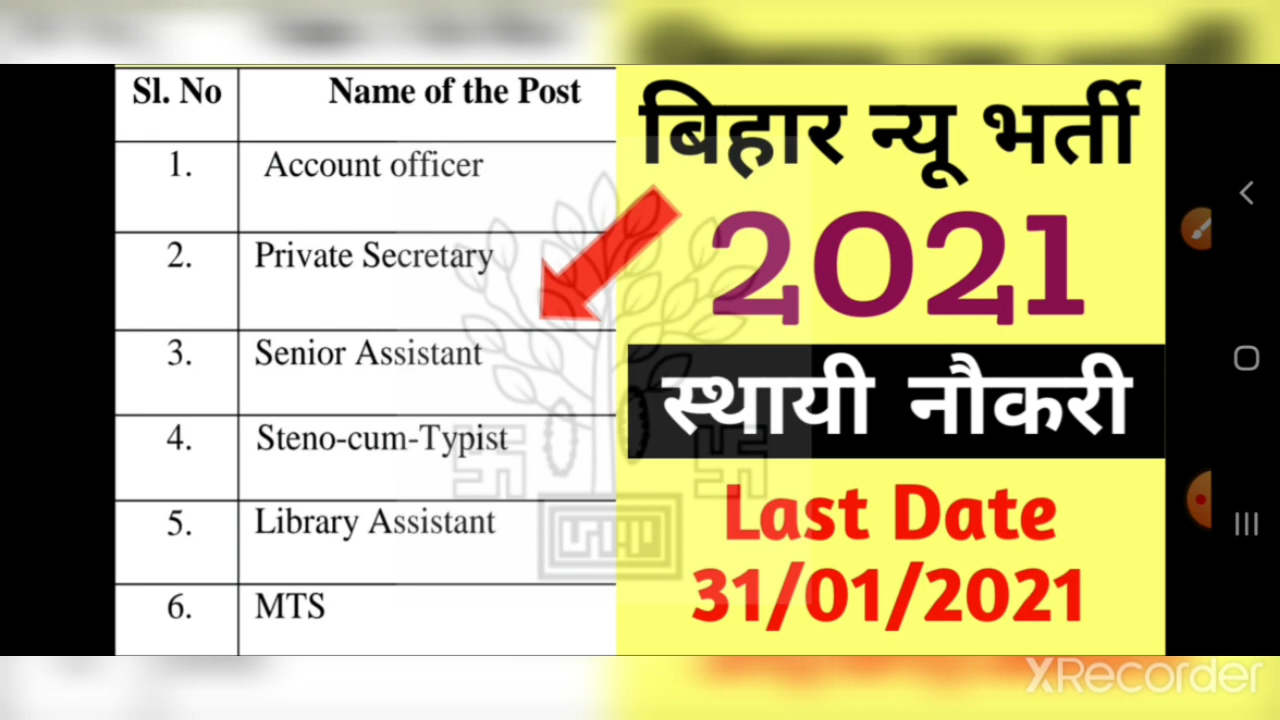 Sl. No
Name of the Post
1.
Account officer
2.
Private Secretary
3.
Senior Assistant
4.
Steno-cum-Typist
5.
Library Assistant
6.
MTS
बिहार न्यू भर्ती
2021
स्थायी नौकरी
Last Date
31/01/2021
XRecorder